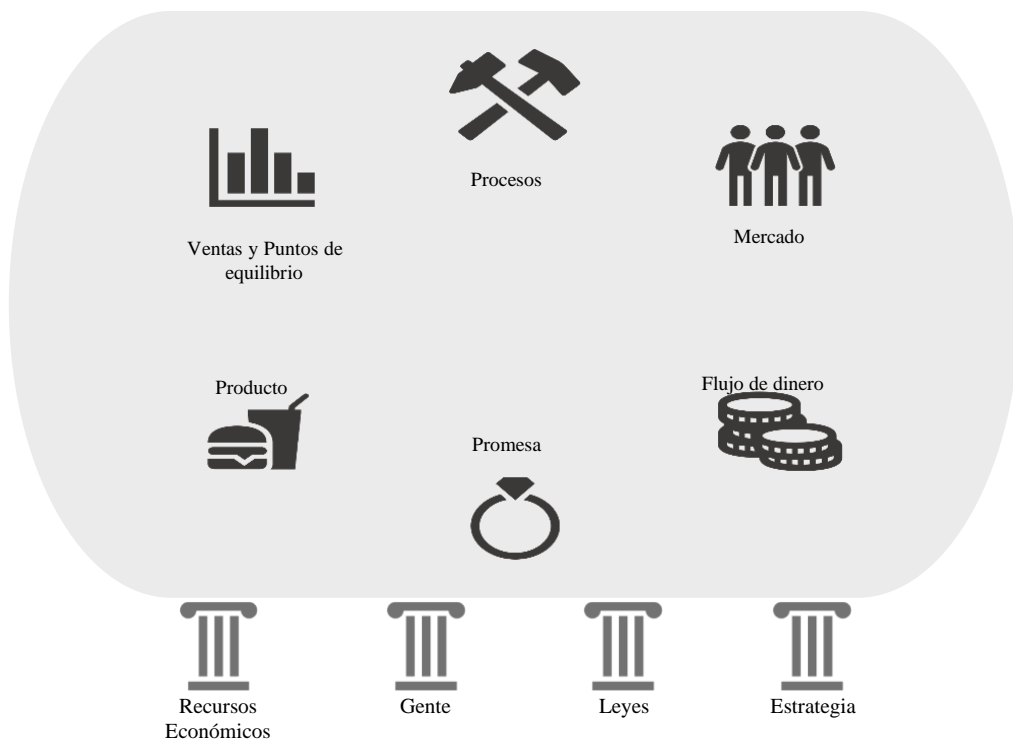 Procesos
Mercado
Ventas y Puntos de
equilibrio
Producto
Flujo de dinero
Promesa
Recursos
Económicos
Gente
Leyes
Estrategia